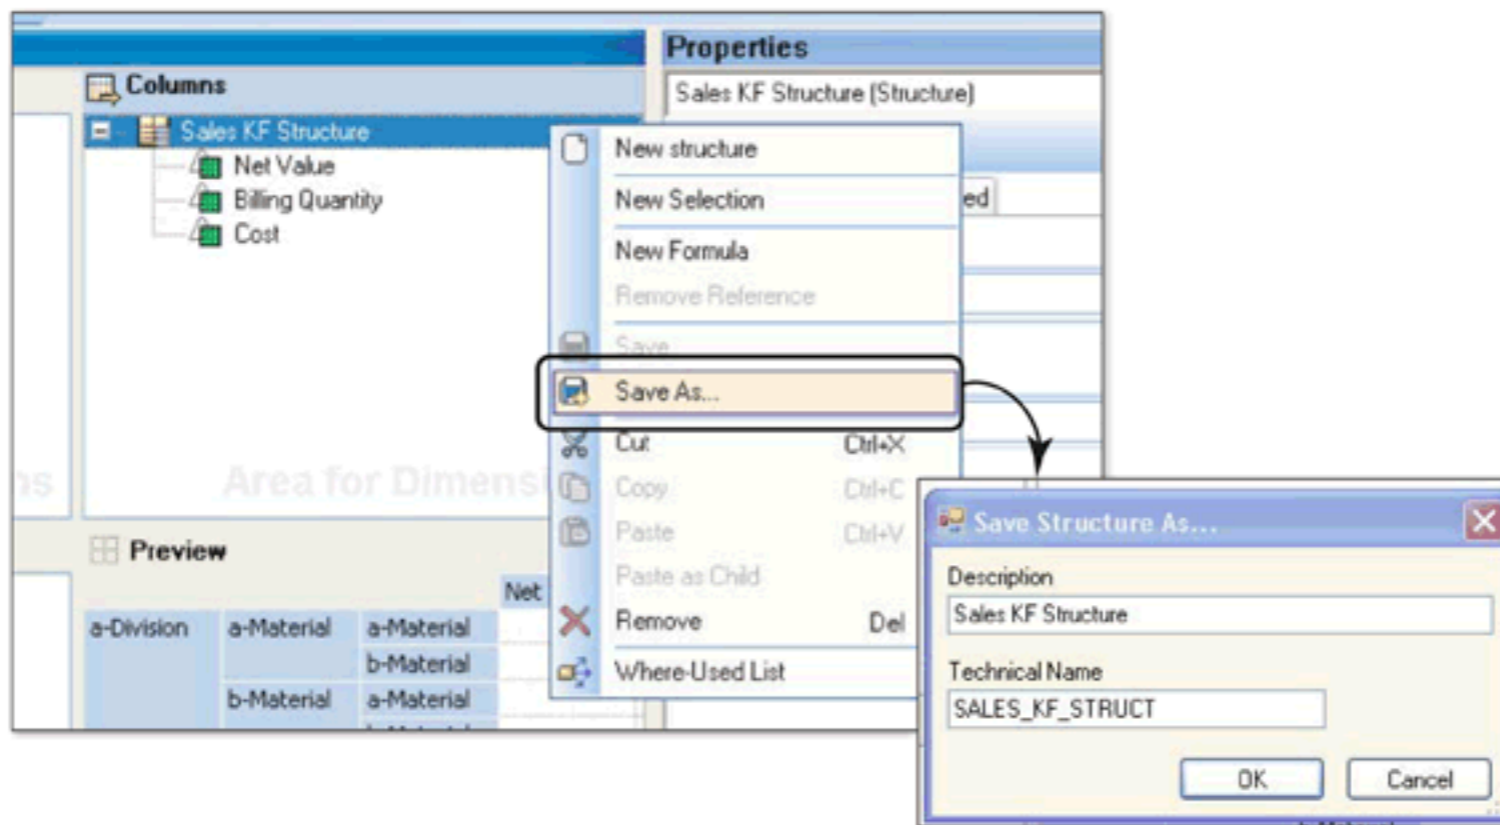 Properties
Columns
Sales KF Structure (Structure)
Sales KF Structure
Net Value
Billing Quantity
Cost
New structure
New Selection
ed
New Formula
Remove Reference
Save
Save As...
Cut Ctrl+X
Copy Ctrl+C
Paste Ctrl+V
Paste as Child
Remove Del
Where-Used List
ns
Area for Dimensi
Preview
Net
a-Division a-Material a-Material
b-Material
b-Material a-Material
Save Structure As...
Description
Sales KF Structure
Technical Name
SALES_KF_STRUCT
OK Cancel